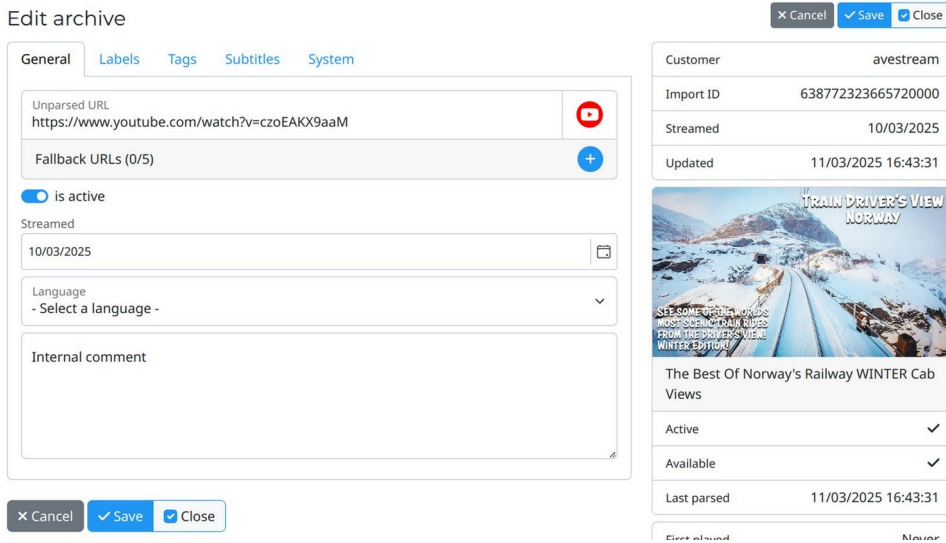 Edit archive
Cancel
Save
Close
General
Labels
Tags
Subtitles
System
Unparsed URL
https://www.youtube.com/watch?v=czoEAKX9aaM
Fallback URLs (0/5)
is active
Streamed
10/03/2025
Language
- Select a language -
Internal comment
Cancel
Save
Close
Customer avestream
Import ID 638772323665720000
Streamed 10/03/2025
Updated 11/03/2025 16:43:31
TRAIN DRIVER'S VIEW
NORWAY
SEE SOME OF THE WORLDS
MOST SCENIC TRAIN RIDES
FROM THE DRIVER'S VIEW!
WINTER EDITION!
The Best Of Norway's Railway WINTER Cab
Views
Active
Available
Last parsed 11/03/2025 16:43:31
First played Never